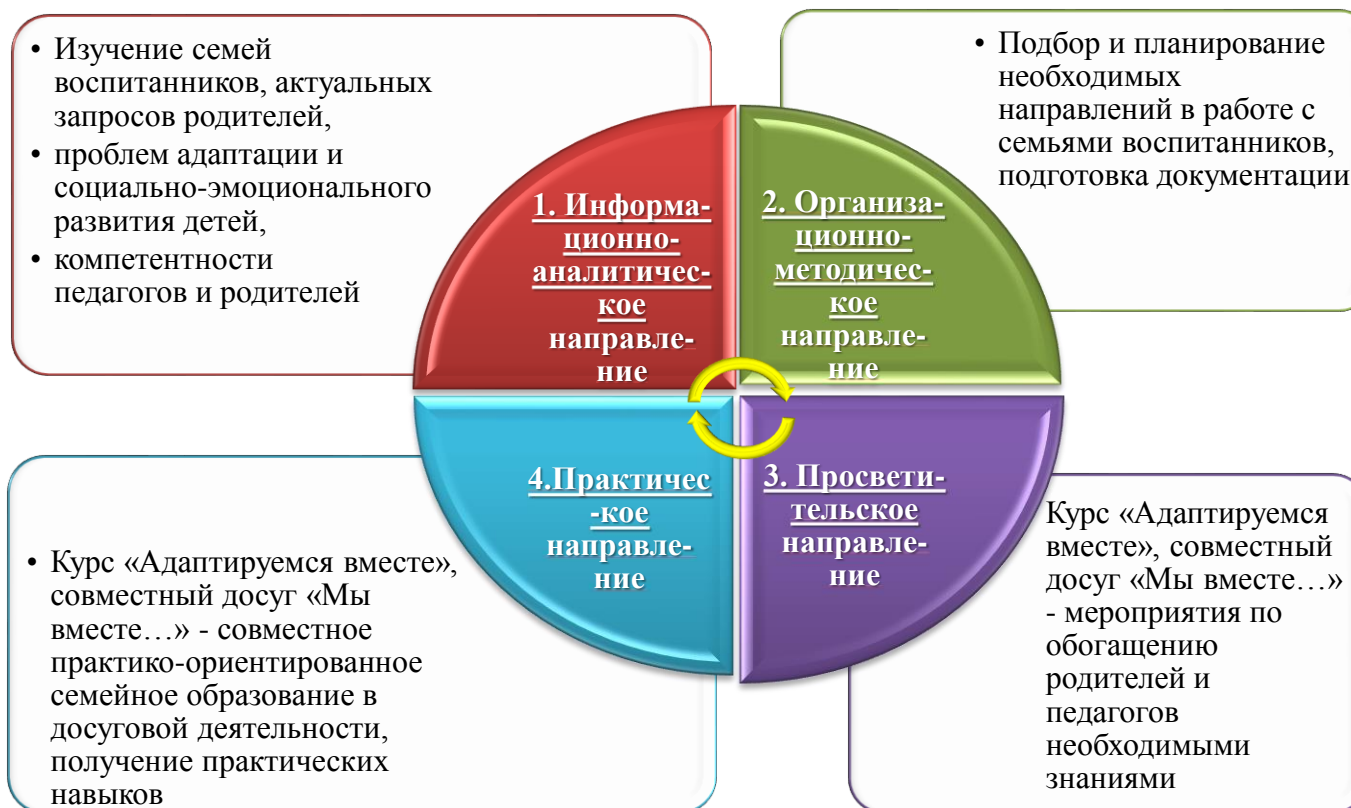 • Изучение семей
воспитанников, актуальных
запросов родителей,
• проблем адаптации и
социально-эмоционального
развития детей,
• компетентности
педагогов и родителей
• Подбор и планирование
необходимых
направлений в работе с
семьями воспитанников,
подготовка документации
1. Информа-
ционно-
аналитичес-
кое
направле-
ние
2. Организа-
ционно-
методичес-
кое
направле-
ние
4.Практичес
-кое
направле-
ние
3. Просвети-
тельское
направле-
ние
• Курс «Адаптируемся вместе»,
совместный досуг «Мы
вместе…» - совместное
практико-ориентированное
семейное образование в
досуговой деятельности,
получение практических
навыков
Курс «Адаптируемся
вместе», совместный
досуг «Мы вместе…»
- мероприятия по
обогащению
родителей и
педагогов
необходимыми
знаниями